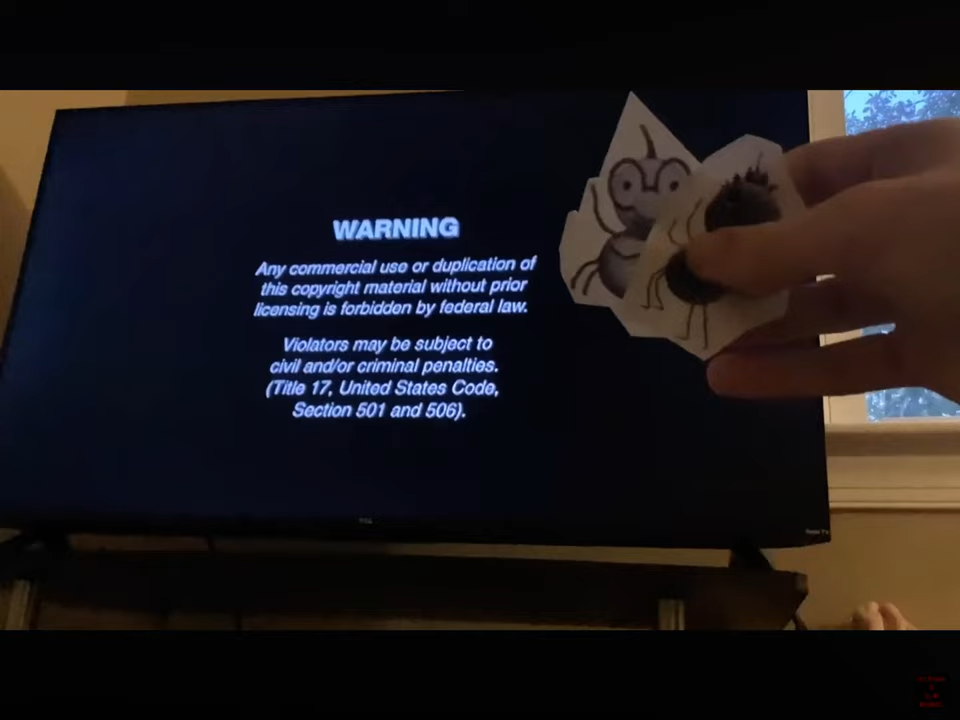 WARNING
Any commercial use or duplication of
this copyright material without prior
licensing is forbidden by federal law.
Violators may be subject to
civil and/or criminal penalties.
(Title 17, United States Code,
Section 501 and 506).
TCL